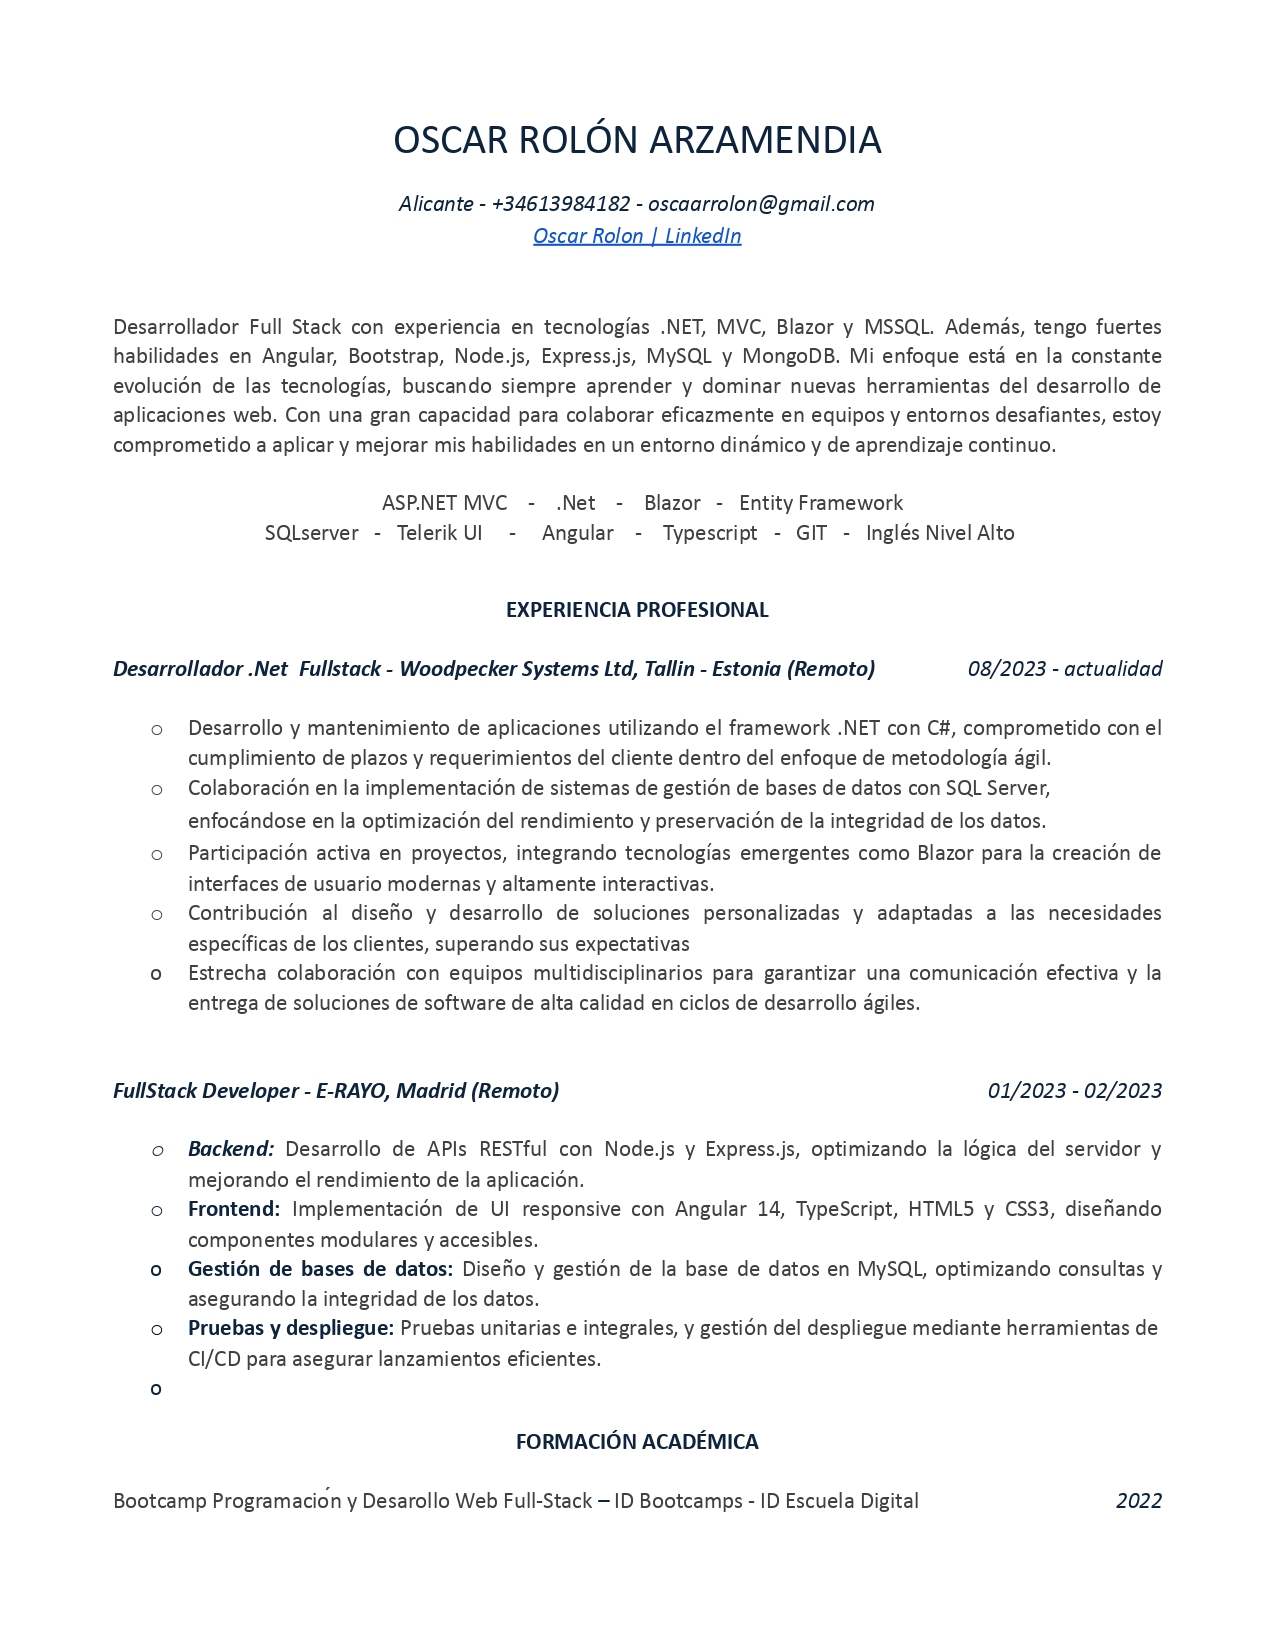 OSCAR ROLÓN ARZAMENDIA
Alicante - +34613984182 - oscaarrolon@gmail.com
Oscar Rolon | LinkedIn
Desarrollador Full Stack con experiencia en tecnologías .NET, MVC, Blazor y MSSQL. Además, tengo fuertes
habilidades en Angular, Bootstrap, Node.js, Express.js, MySQL y MongoDB. Mi enfoque está en la constante
evolución de las tecnologías, buscando siempre aprender y dominar nuevas herramientas del desarrollo de
aplicaciones web. Con una gran capacidad para colaborar eficazmente en equipos y entornos desafiantes, estoy
comprometido a aplicar y mejorar mis habilidades en un entorno dinámico y de aprendizaje continuo.
ASP.NET MVC - .Net - Blazor - Entity Framework
SQLserver - Telerik UI - Angular - Typescript - GIT - Inglés Nivel Alto
EXPERIENCIA PROFESIONAL
Desarrollador .Net Fullstack - Woodpecker Systems Ltd, Tallin - Estonia (Remoto) 08/2023 - actualidad
o Desarrollo y mantenimiento de aplicaciones utilizando el framework .NET con C#, comprometido con el
cumplimiento de plazos y requerimientos del cliente dentro del enfoque de metodología ágil.
o Colaboración en la implementación de sistemas de gestión de bases de datos con SQL Server,
enfocándose en la optimización del rendimiento y preservación de la integridad de los datos.
o Participación activa en proyectos, integrando tecnologías emergentes como Blazor para la creación de
interfaces de usuario modernas y altamente interactivas.
o Contribución al diseño y desarrollo de soluciones personalizadas y adaptadas a las necesidades
específicas de los clientes, superando sus expectativas
o Estrecha colaboración con equipos multidisciplinarios para garantizar una comunicación efectiva y la
entrega de soluciones de software de alta calidad en ciclos de desarrollo ágiles.
FullStack Developer - E-RAYO, Madrid (Remoto) 01/2023 - 02/2023
o Backend: Desarrollo de APIs RESTful con Node.js y Express.js, optimizando la lógica del servidor y
mejorando el rendimiento de la aplicación.
o Frontend: Implementación de UI responsive con Angular 14, TypeScript, HTML5 y CSS3, diseñando
componentes modulares y accesibles.
o Gestión de bases de datos: Diseño y gestión de la base de datos en MySQL, optimizando consultas y
asegurando la integridad de los datos.
o Pruebas y despliegue: Pruebas unitarias e integrales, y gestión del despliegue mediante herramientas de
CI/CD para asegurar lanzamientos eficientes.
o
FORMACIÓN ACADÉMICA
Bootcamp Programación y Desarollo Web Full-Stack – ID Bootcamps - ID Escuela Digital 2022